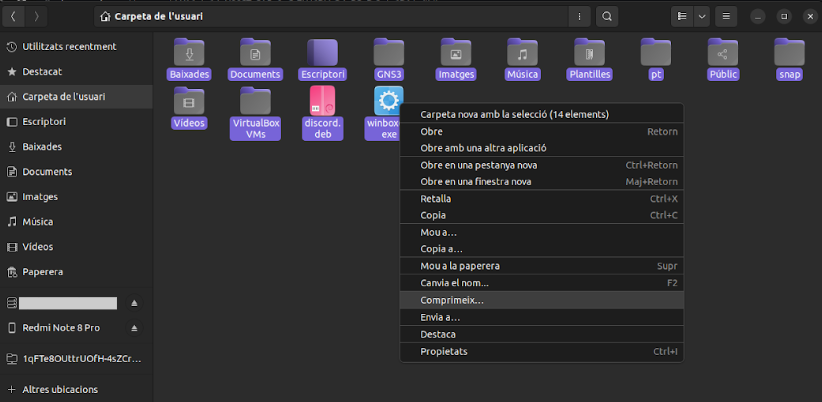 Carpeta de l'usuari
Utilitzats recentment
Destacat
Carpeta de l'usuari
Escriptori
Baixades
Documents
Imatges
Música
Vídeos
Paperera
Redmi Note 8 Pro
1qFTe8OUttrUOfH-4sZCr...
+ Altres ubicacions
Baixades
Documents
Escriptori
GNS3
Imatges
Música
Plantilles
pt
Públic
snap
Vídeos
VirtualBox
VMs
discord.
deb
winbox
exe
Carpeta nova amb la selecció (14 elements)
Obre Retorn
Obre amb una altra aplicació
Obre en una pestanya nova Ctrl+Retorn
Obre en una finestra nova Maj+Retorn
Retalla Ctrl+X
Copia Ctrl+C
Mou a...
Copia a...
Mou a la paperera Supr
Canvia el nom... F2
Comprimeix...
Envia a...
Destaca
Propietats Ctrl+I